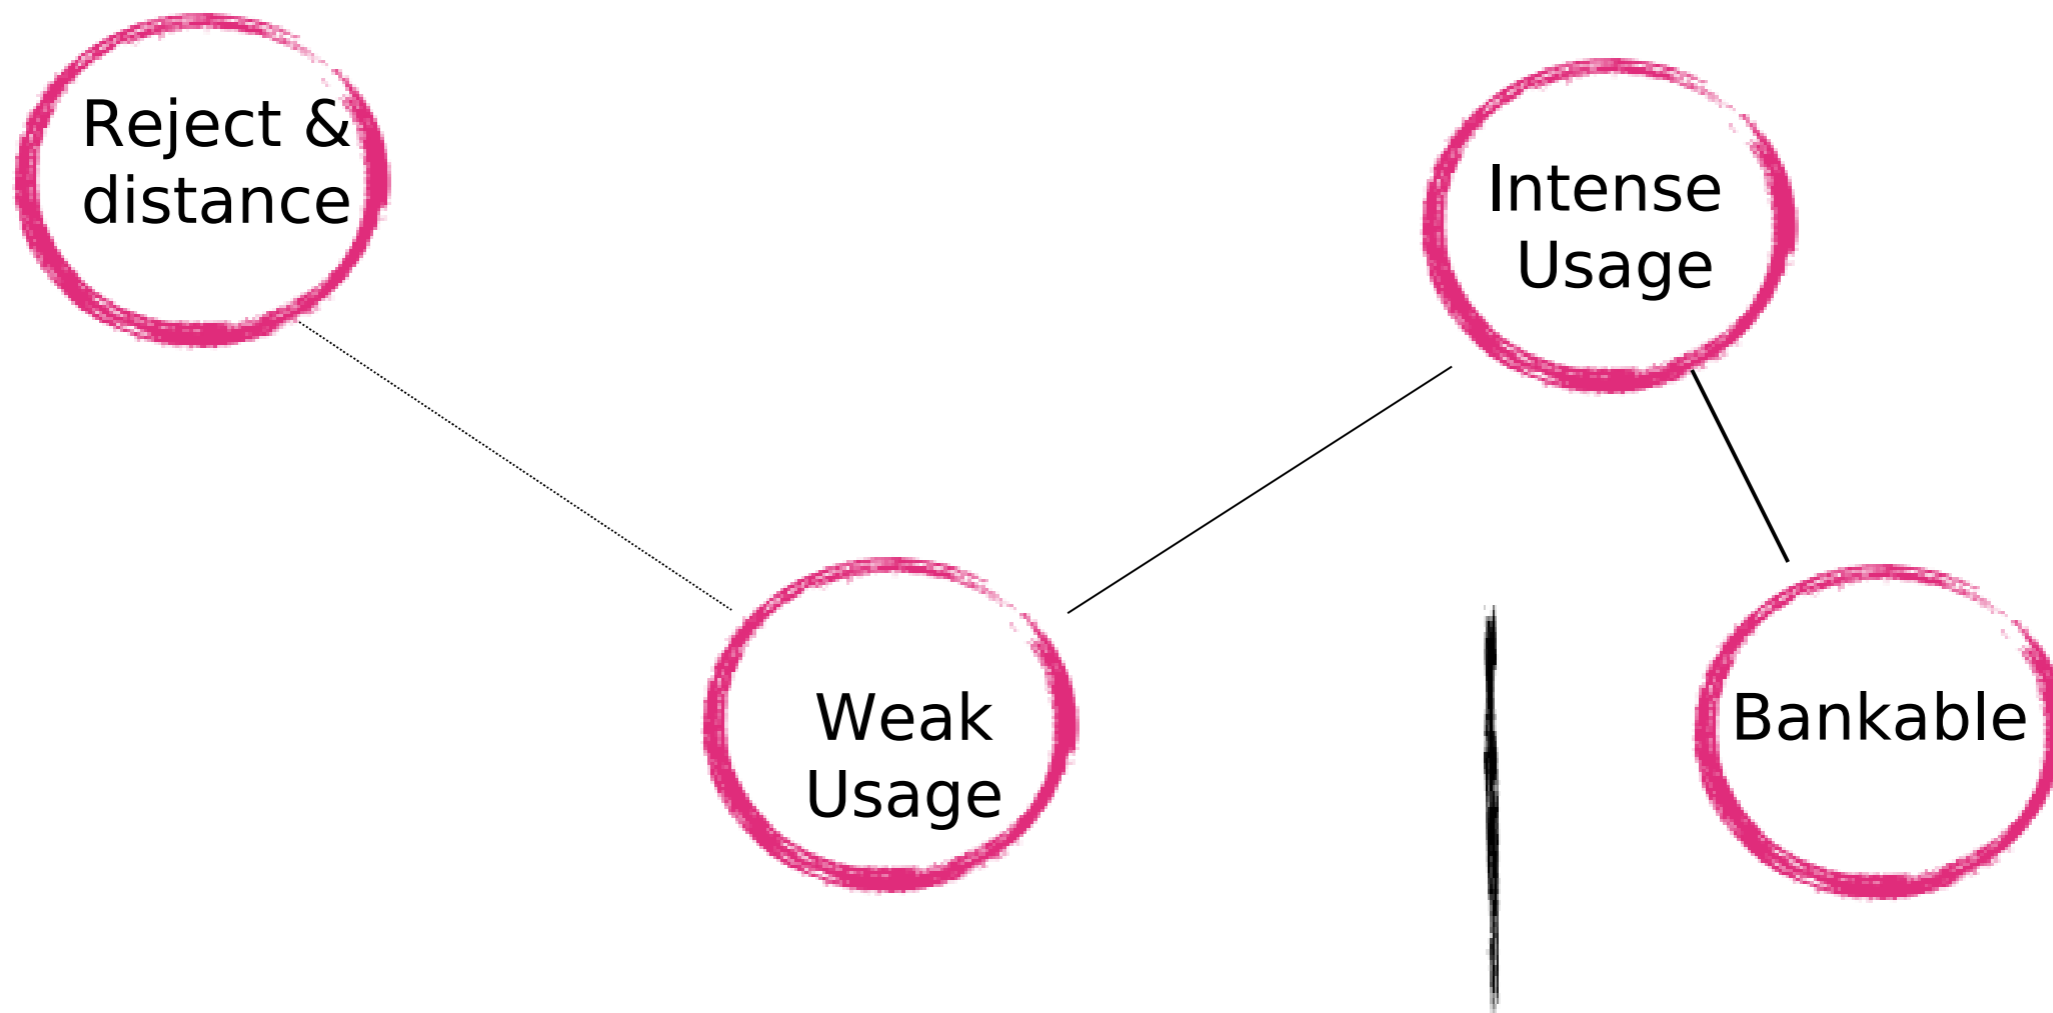 Reject &
distance
Intense
Usage
Weak
Usage
Bankable